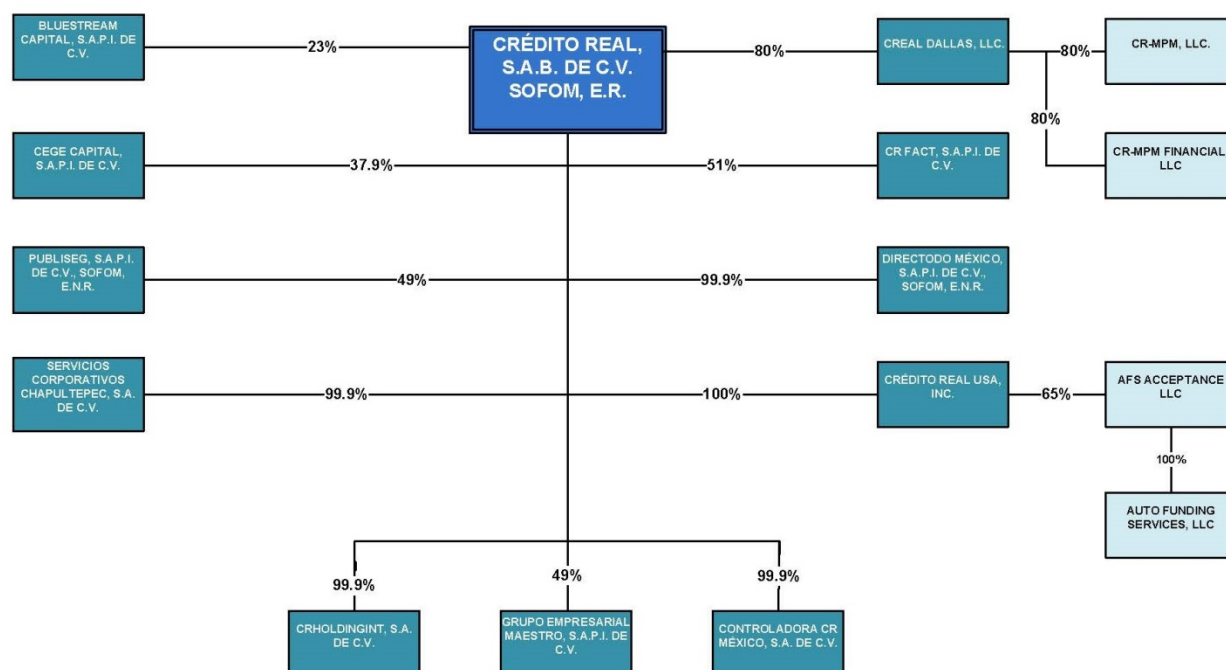 BLUESTREAM
CAPITAL, S.A.P.I. DE
C.V.
23%
CRÉDITO REAL,
S.A.B. DE C.V.
SOFOM, E.R.
80%
CREAL DALLAS, LLC.
80%
CR-MPM, LLC.
80%
CEGE CAPITAL,
S.A.P.I. DE C.V.
37.9%
51%
CR FACT, S.A.P.I. DE
C.V.
CR-MPM FINANCIAL
LLC
PUBLISEG, S.A.P.I.
DE C.V., SOFOM,
E.N.R.
49%
99.9%
DIRECTODO MÉXICO,
S.A.P.I. DE C.V.,
SOFOM, E.N.R.
SERVICIOS
CORPORATIVOS
CHAPULTEPEC, S.A.
DE C.V.
99.9%
100%
CRÉDITO REAL USA,
INC.
65%
AFS ACCEPTANCE
LLC
100%
AUTO FUNDING
SERVICES, LLC
99.9%
49%
99.9%
CRHOLDINGINT, S.A.
DE C.V.
GRUPO EMPRESARIAL
MAESTRO, S.A.P.I. DE
C.V.
CONTROLADORA CR
MÉXICO, S.A. DE C.V.